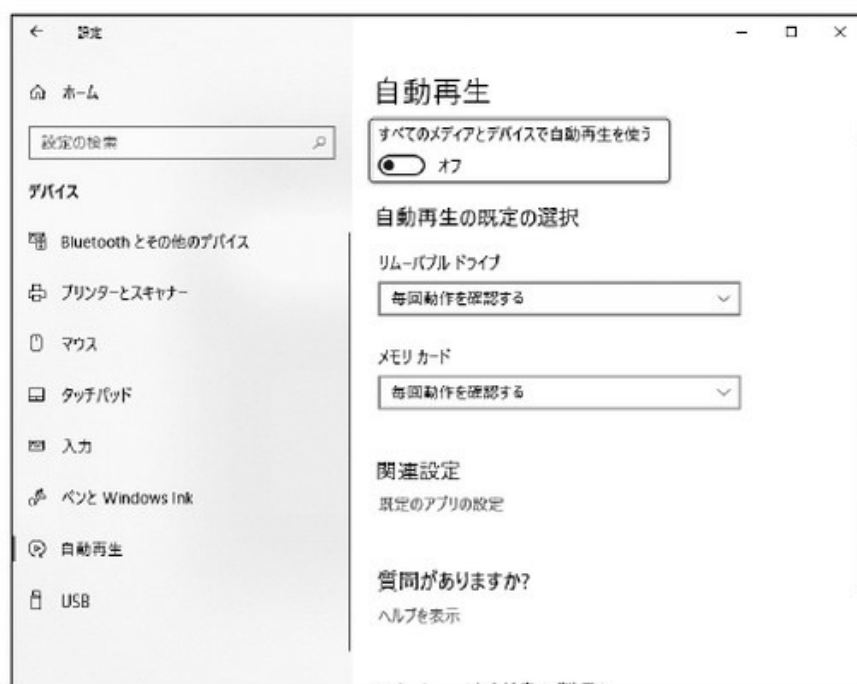 設定
ホーム
設定の検索
デバイス
Bluetooth とその他のデバイス
プリンターとスキャナー
マウス
タッチパッド
入力
ペンと Windows Ink
自動再生
USB
自動再生
すべてのメディアとデバイスで自動再生を使う
オフ
自動再生の既定の選択
リムーバブル ドライブ
毎回動作を確認する
メモリ カード
毎回動作を確認する
関連設定
既定のアプリの設定
質問がありますか?
ヘルプを表示